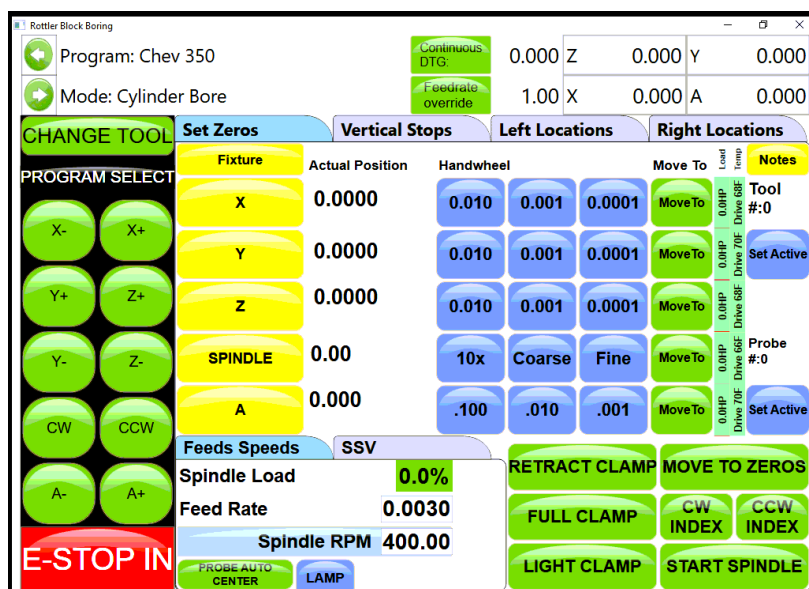 Rottler Block Boring
Program: Chev 350
Continuous DTG: 0.000 Z 0.000 Y 0.000
Mode: Cylinder Bore
Feedrate override 1.00 X 0.000 A 0.000
CHANGE TOOL
PROGRAM SELECT
X- X+
Y+ Z+
Y- Z-
CW CCW
A- A+
E-STOP IN
Set Zeros Vertical Stops Left Locations Right Locations
Fixture Actual Position Handwheel Move To Load Temp Notes
X 0.0000 0.010 0.001 0.0001 MoveTo 0.0HP Drive 68F
Tool #:0
Y 0.0000 0.010 0.001 0.0001 MoveTo 0.0HP Drive 70F Set Active
Z 0.0000 0.010 0.001 0.0001 MoveTo 0.0HP Drive 68F
SPINDLE 0.00 10x Coarse Fine MoveTo 0.0HP Drive 66F
Probe #:0
A 0.000 .100 .010 .001 MoveTo 0.0HP Drive 70F Set Active
Feeds Speeds SSV
Spindle Load 0.0%
Feed Rate 0.0030
Spindle RPM 400.00
PROBE AUTO CENTER LAMP
RETRACT CLAMP MOVE TO ZEROS
FULL CLAMP CW INDEX CCW INDEX
LIGHT CLAMP START SPINDLE